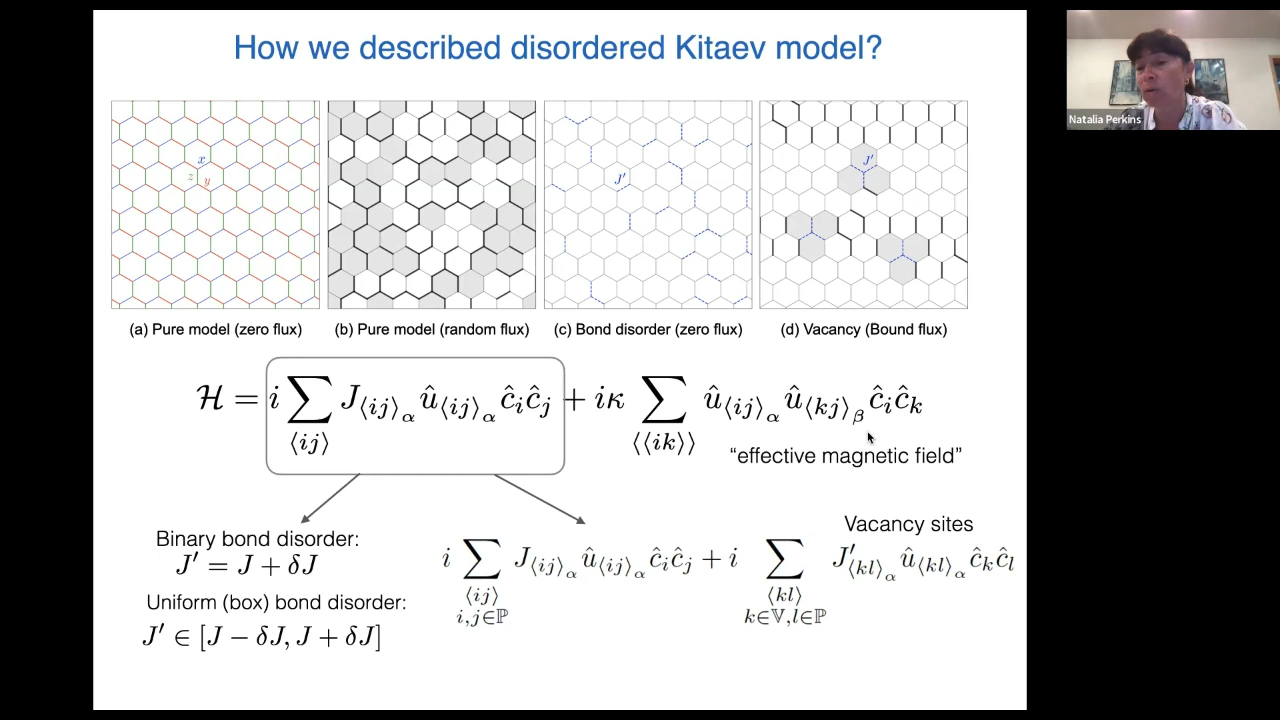 How we described disordered Kitaev model?
Natalia Perkins
x
z y
J′
J′
(a) Pure model (zero flux) (b) Pure model (random flux) (c) Bond disorder (zero flux) (d) Vacancy (Bound flux)
ℋ = i ∑_{⟨ij⟩} J_{⟨ij⟩_α} û_{⟨ij⟩_α} ĉ_i ĉ_j + iκ ∑_{⟨⟨ik⟩⟩} û_{⟨ij⟩_α} û_{⟨kj⟩_β} ĉ_i ĉ_k
“effective magnetic field”
Binary bond disorder:
J′ = J + δJ
Uniform (box) bond disorder:
J′ ∈ [J − δJ, J + δJ]
Vacancy sites
i ∑_{⟨ij⟩ i,j∈ℙ} J_{⟨ij⟩_α} û_{⟨ij⟩_α} ĉ_i ĉ_j + i ∑_{⟨kl⟩ k∈𝕍,l∈ℙ} J′_{⟨kl⟩_α} û_{⟨kl⟩_α} ĉ_k ĉ_l